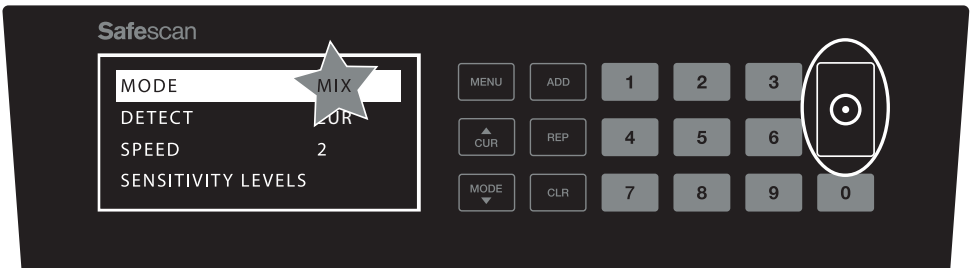 Safescan
MODE MIX
DETECT EUR
SPEED 2
SENSITIVITY LEVELS
MENU ADD 1 2 3
CUR REP 4 5 6
MODE CLR 7 8 9 0